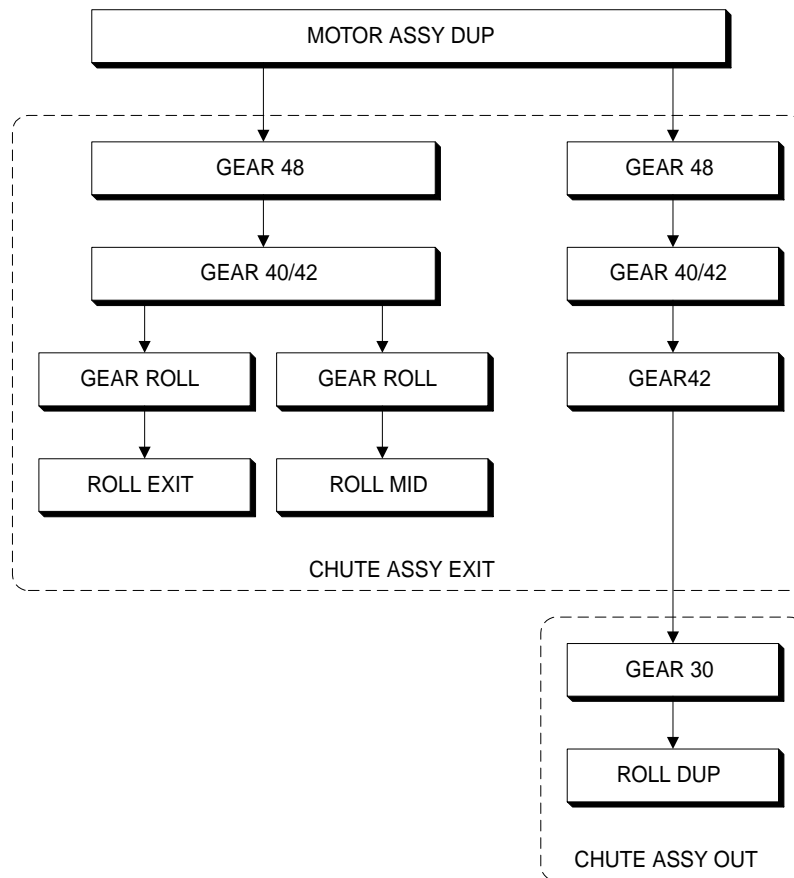 MOTOR ASSY DUP
GEAR 48
GEAR 48
GEAR 40/42
GEAR 40/42
GEAR ROLL
GEAR ROLL
GEAR42
ROLL EXIT
ROLL MID
CHUTE ASSY EXIT
GEAR 30
ROLL DUP
CHUTE ASSY OUT